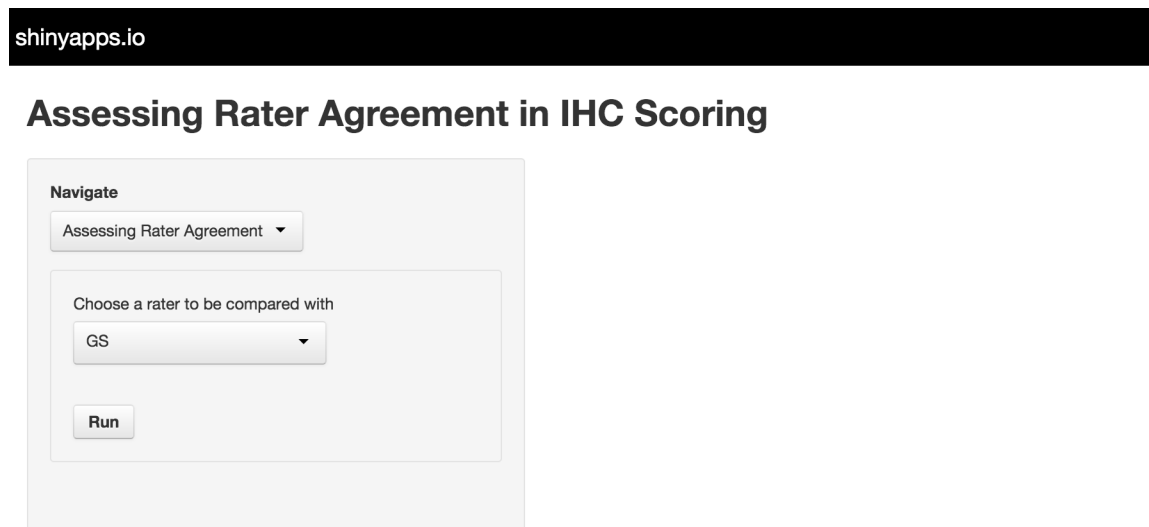 shinyapps.io
Assessing Rater Agreement in IHC Scoring
Navigate
Assessing Rater Agreement
Choose a rater to be compared with
GS
Run